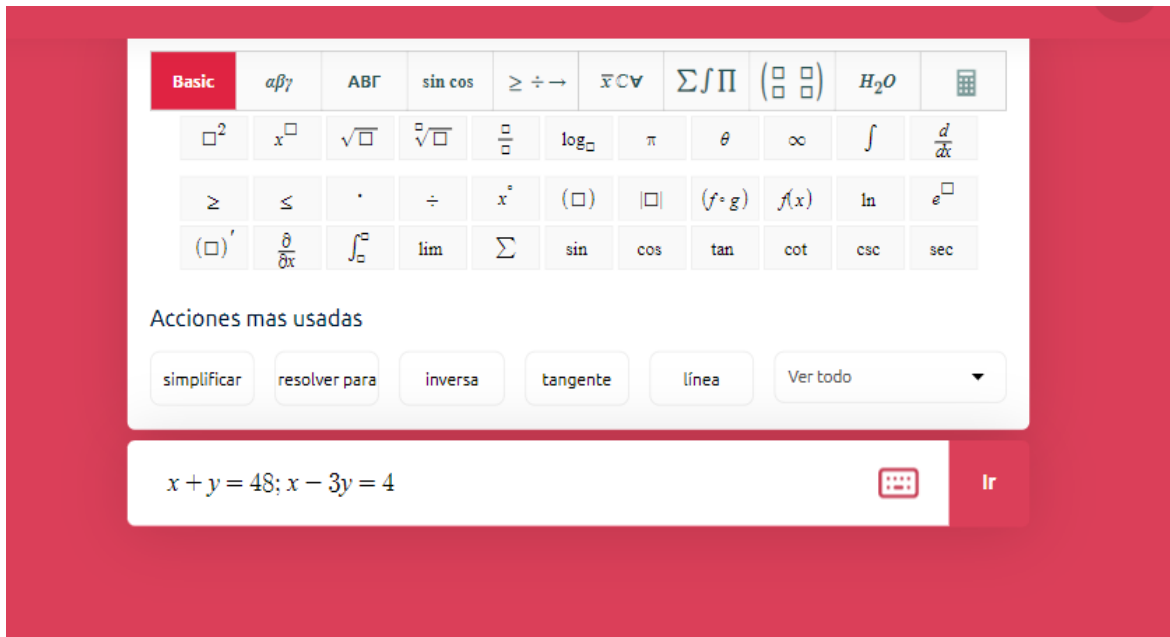 Basic αβγ ΑΒΓ sin cos ≥ ÷ → x̅ ℂ ∀ Σ ∫ ∏ (□ □ □ □) H₂O
□² x^□ √□ ^□√□ □/□ log_□ π θ ∞ ∫ d/dx
≥ ≤ · ÷ x° (□) |□| (f ∘ g) f(x) ln e^□
(□)′ ∂/∂x ∫_□^□ lim Σ sin cos tan cot csc sec
Acciones mas usadas
simplificar resolver para inversa tangente línea Ver todo
x + y = 48; x − 3y = 4 Ir